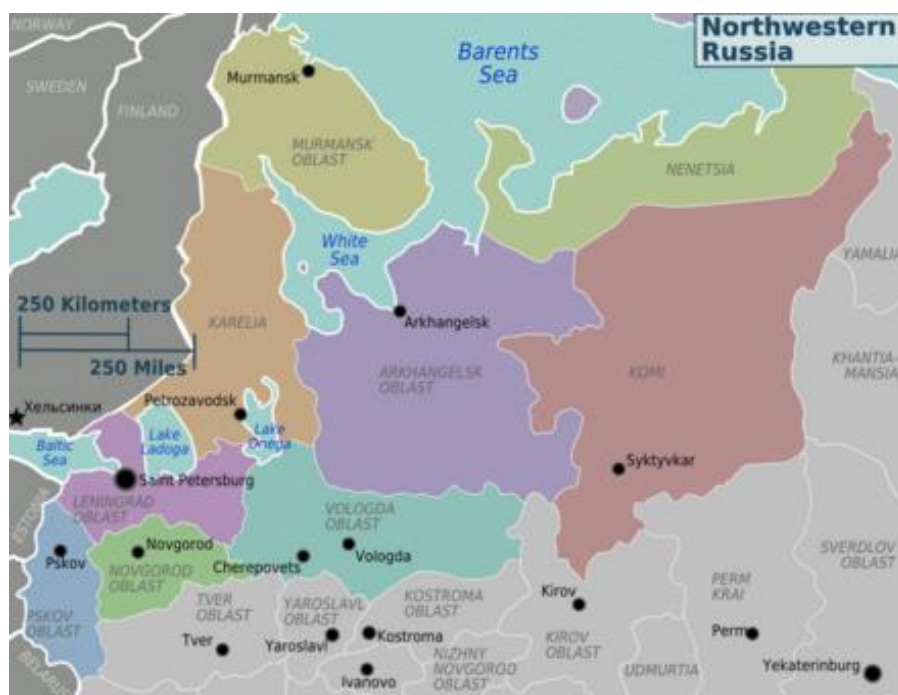 NORWAY
Northwestern
Russia
Barents
Sea
SWEDEN
Murmansk
FINLAND
MURMANSK
OBLAST
NENETSIA
White
Sea
YAMALIA
250 Kilometers
250 Miles
KARELIA
Arkhangelsk
ARKHANGELSK
OBLAST
KOMI
KHANTIA-
MANSIA
Хельсинки
Petrozavodsk
Baltic
Sea
Lake
Ladoga
Lake
Onega
Syktyvkar
Saint Petersburg
LENINGRAD
OBLAST
ESTONIA
VOLOGDA
OBLAST
Pskov
Novgorod
NOVGOROD
OBLAST
Cherepovets
Vologda
SVERDLOV
OBLAST
PSKOV
OBLAST
TVER
OBLAST
YAROSLAVL
OBLAST
KOSTROMA
OBLAST
Kirov
PERM
KRAI
Tver
Yaroslavl
Kostroma
KIROV
OBLAST
Perm
NIZHNY
NOVGOROD
OBLAST
UDMURTIA
Ivanovo
Yekaterinburg